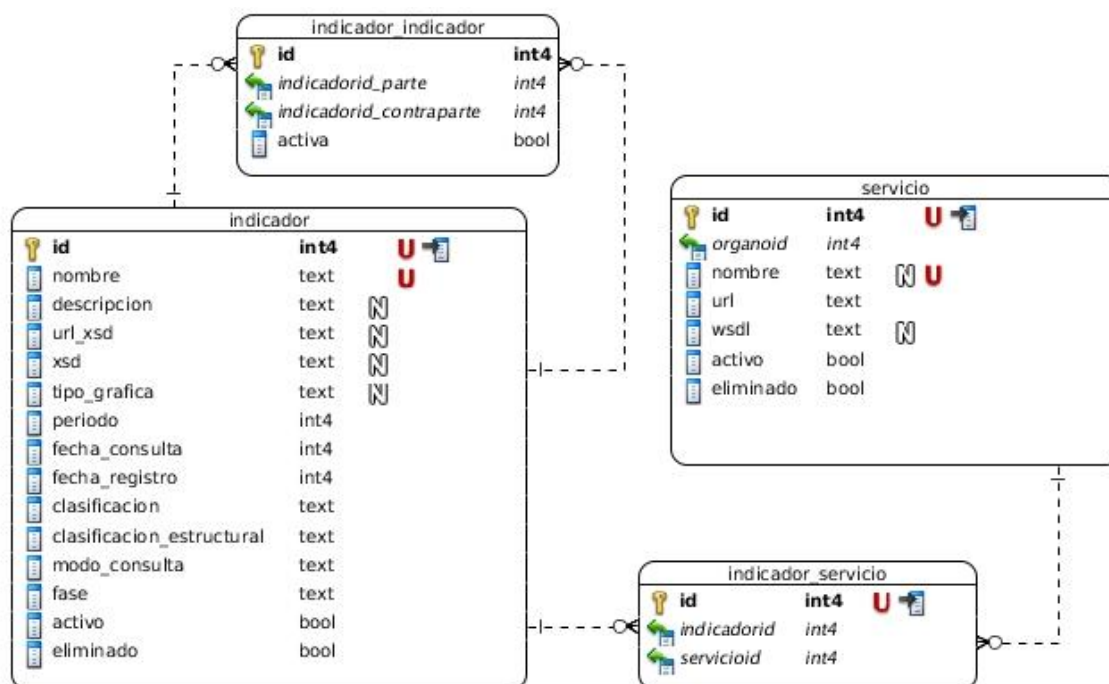 indicador_indicador
id int4
indicadorid_parte int4
indicadorid_contraparte int4
activa bool
indicador
id int4 U
nombre text U
descripcion text N
url_xsd text N
xsd text N
tipo_grafica text N
periodo int4
fecha_consulta int4
fecha_registro int4
clasificacion text
clasificacion_estructural text
modo_consulta text
fase text
activo bool
eliminado bool
servicio
id int4 U
organoid int4
nombre text N U
url text
wsdl text N
activo bool
eliminado bool
indicador_servicio
id int4 U
indicadorid int4
servicioid int4